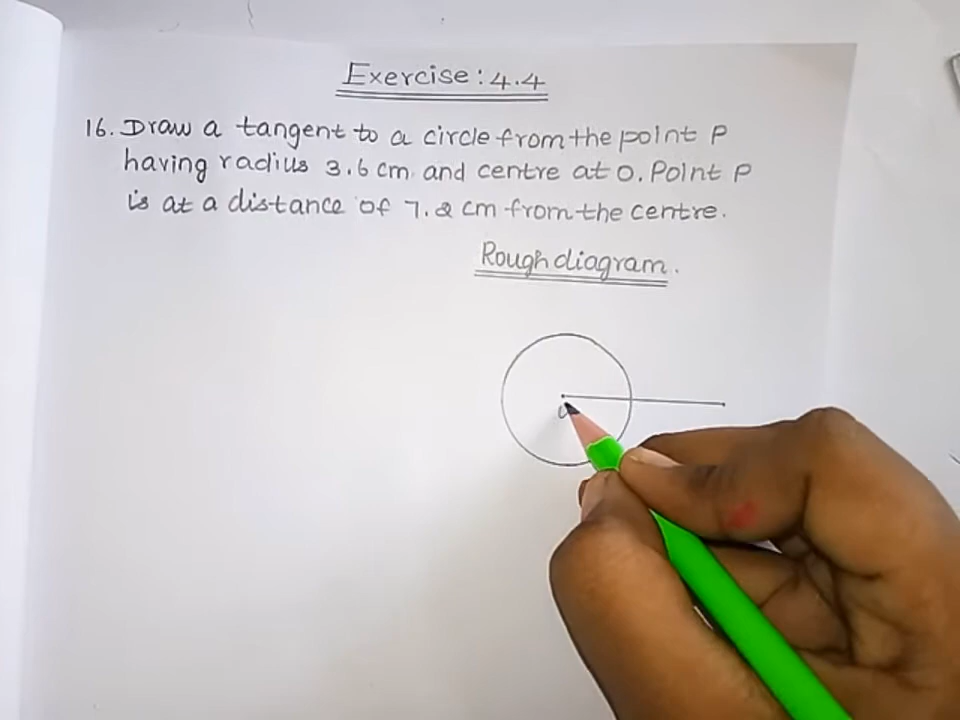 Exercise: 4.4
16. Draw a tangent to a circle from the point P
having radius 3.6 cm and centre at O. Point P
is at a distance of 7.2 cm from the centre.
Rough diagram.
O